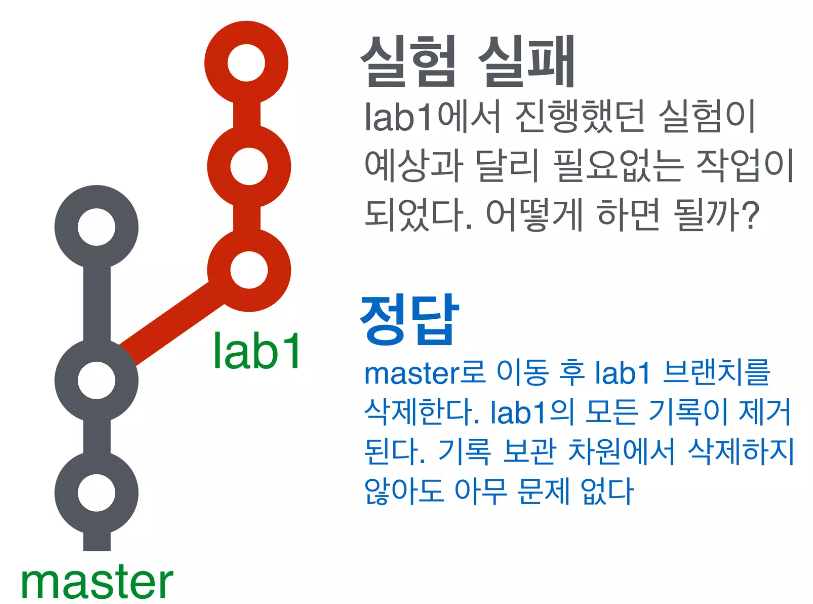 실험 실패
lab1에서 진행했던 실험이
예상과 달리 필요없는 작업이
되었다. 어떻게 하면 될까?
정답
master로 이동 후 lab1 브랜치를
삭제한다. lab1의 모든 기록이 제거
된다. 기록 보관 차원에서 삭제하지
않아도 아무 문제 없다
lab1
master